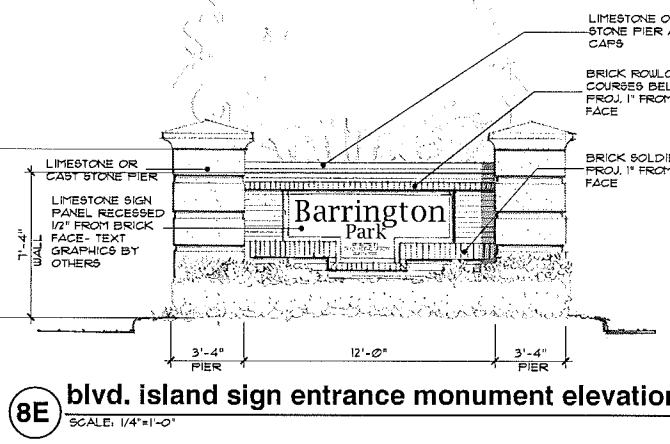 LIMESTONE O
STONE PIER A
CAPS
BRICK ROWLO
COURSES BEL
PROJ. 1" FROM
FACE
BRICK SOLDIE
PROJ. 1" FROM
FACE
LIMESTONE OR
CAST STONE PIER
LIMESTONE SIGN
PANEL RECESSED
1/2" FROM BRICK
FACE- TEXT
GRAPHICS BY
OTHERS
7'-4"
WALL
Barrington
Park
3'-4"
PIER
12'-0"
3'-4"
PIER
8E
blvd. island sign entrance monument elevation
SCALE: 1/4"=1'-0"